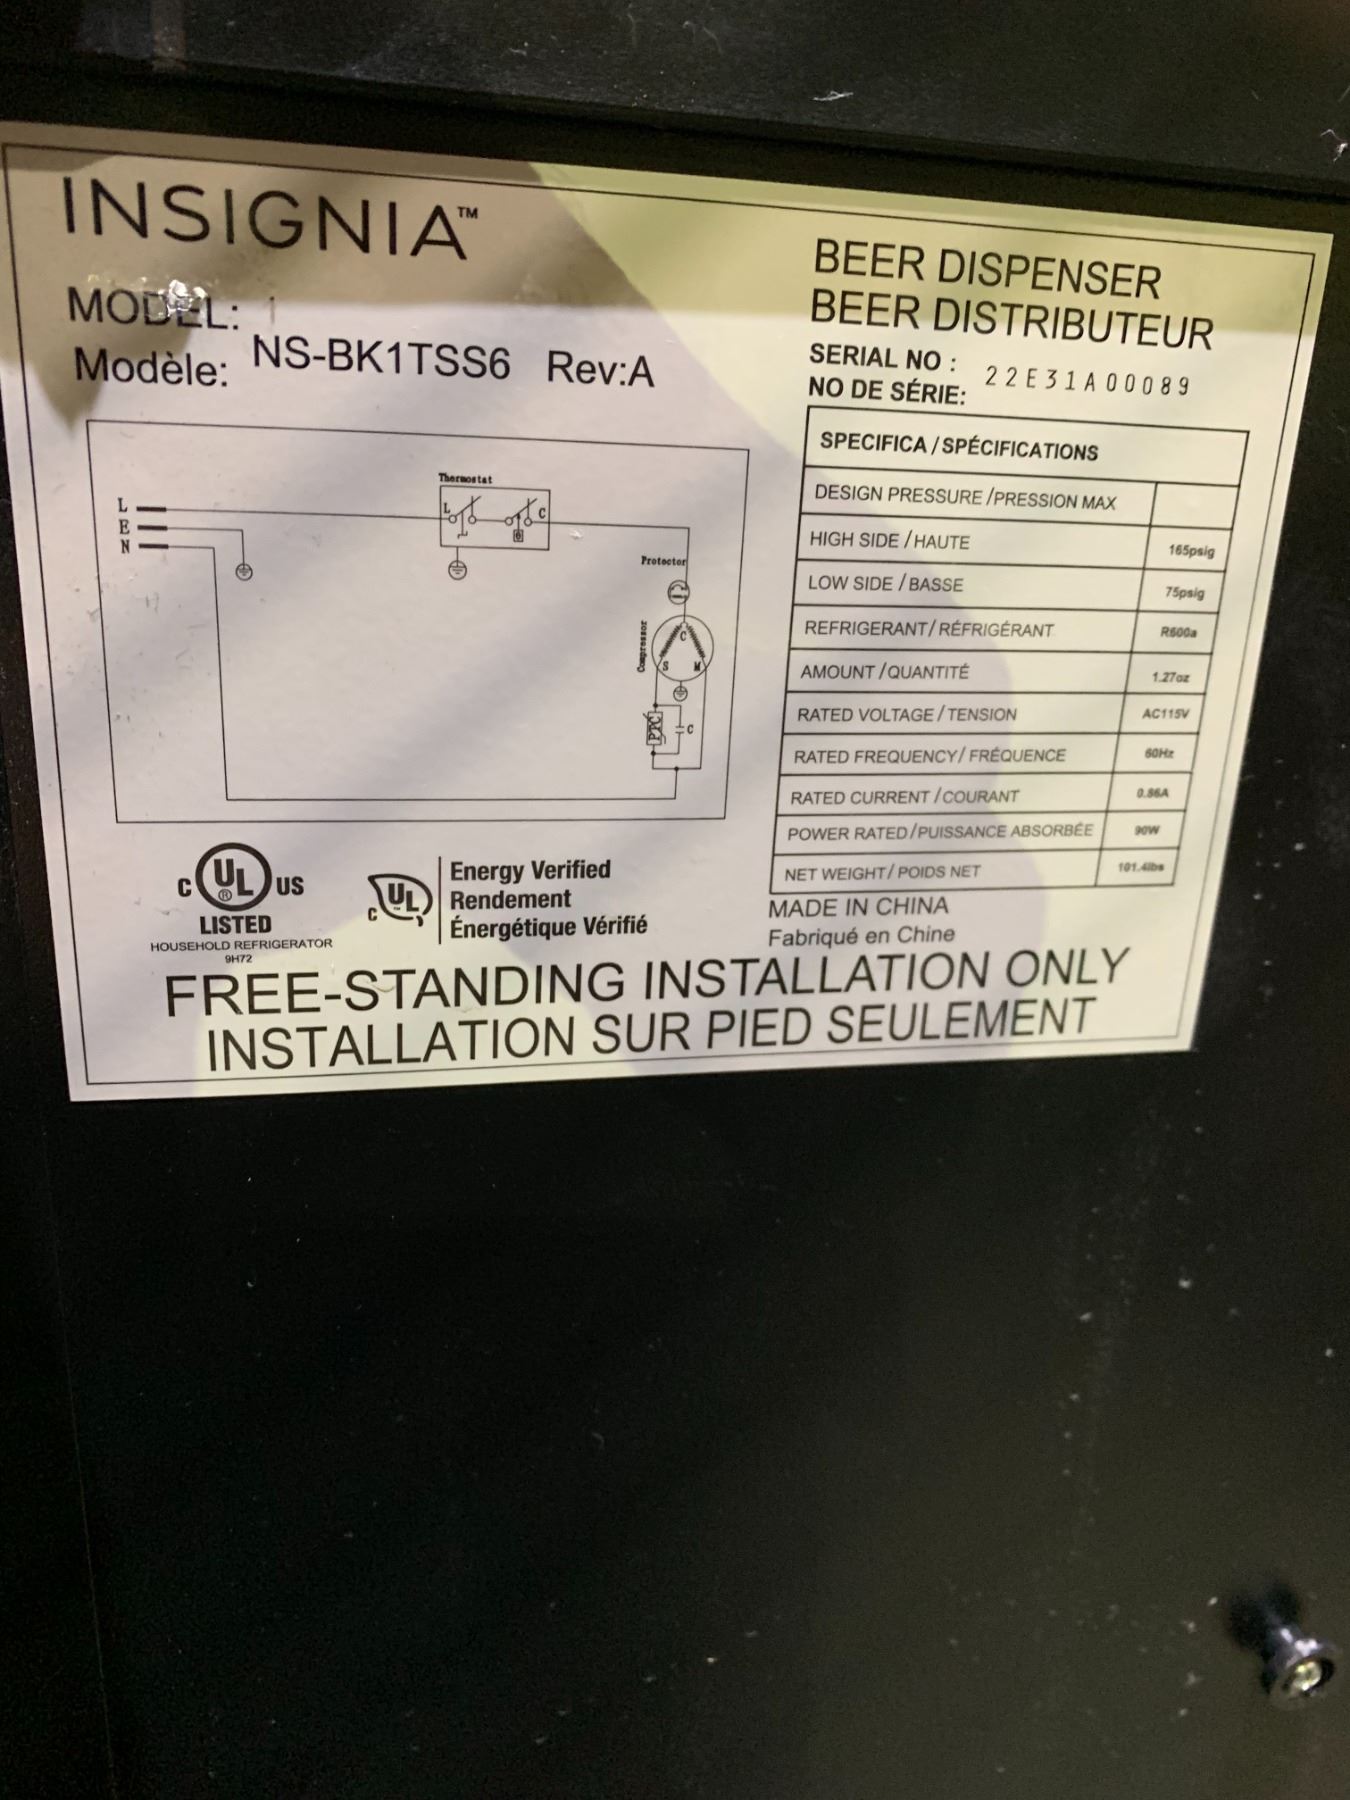 INSIGNIA™
MODEL:
Modèle: NS-BK1TSS6 Rev:A
BEER DISPENSER
BEER DISTRIBUTEUR
SERIAL NO :
NO DE SÉRIE: 22E31A00089
Thermostat
L
E
N
L C
Protector
Compressor
C
S M
PTC
C
SPECIFICA/SPÉCIFICATIONS
DESIGN PRESSURE/PRESSION MAX
HIGH SIDE/HAUTE 165psig
LOW SIDE/BASSE 75psig
REFRIGERANT/RÉFRIGÉRANT R600a
AMOUNT/QUANTITÉ 1.27oz
RATED VOLTAGE/TENSION AC115V
RATED FREQUENCY/FRÉQUENCE 60Hz
RATED CURRENT/COURANT 0.86A
POWER RATED/PUISSANCE ABSORBÉE 90W
NET WEIGHT/POIDS NET 101.4lbs
MADE IN CHINA
Fabriqué en Chine
C UL ® US
LISTED
HOUSEHOLD REFRIGERATOR
9H72
C UL
Energy Verified
Rendement
Énergétique Vérifié
FREE-STANDING INSTALLATION ONLY
INSTALLATION SUR PIED SEULEMENT